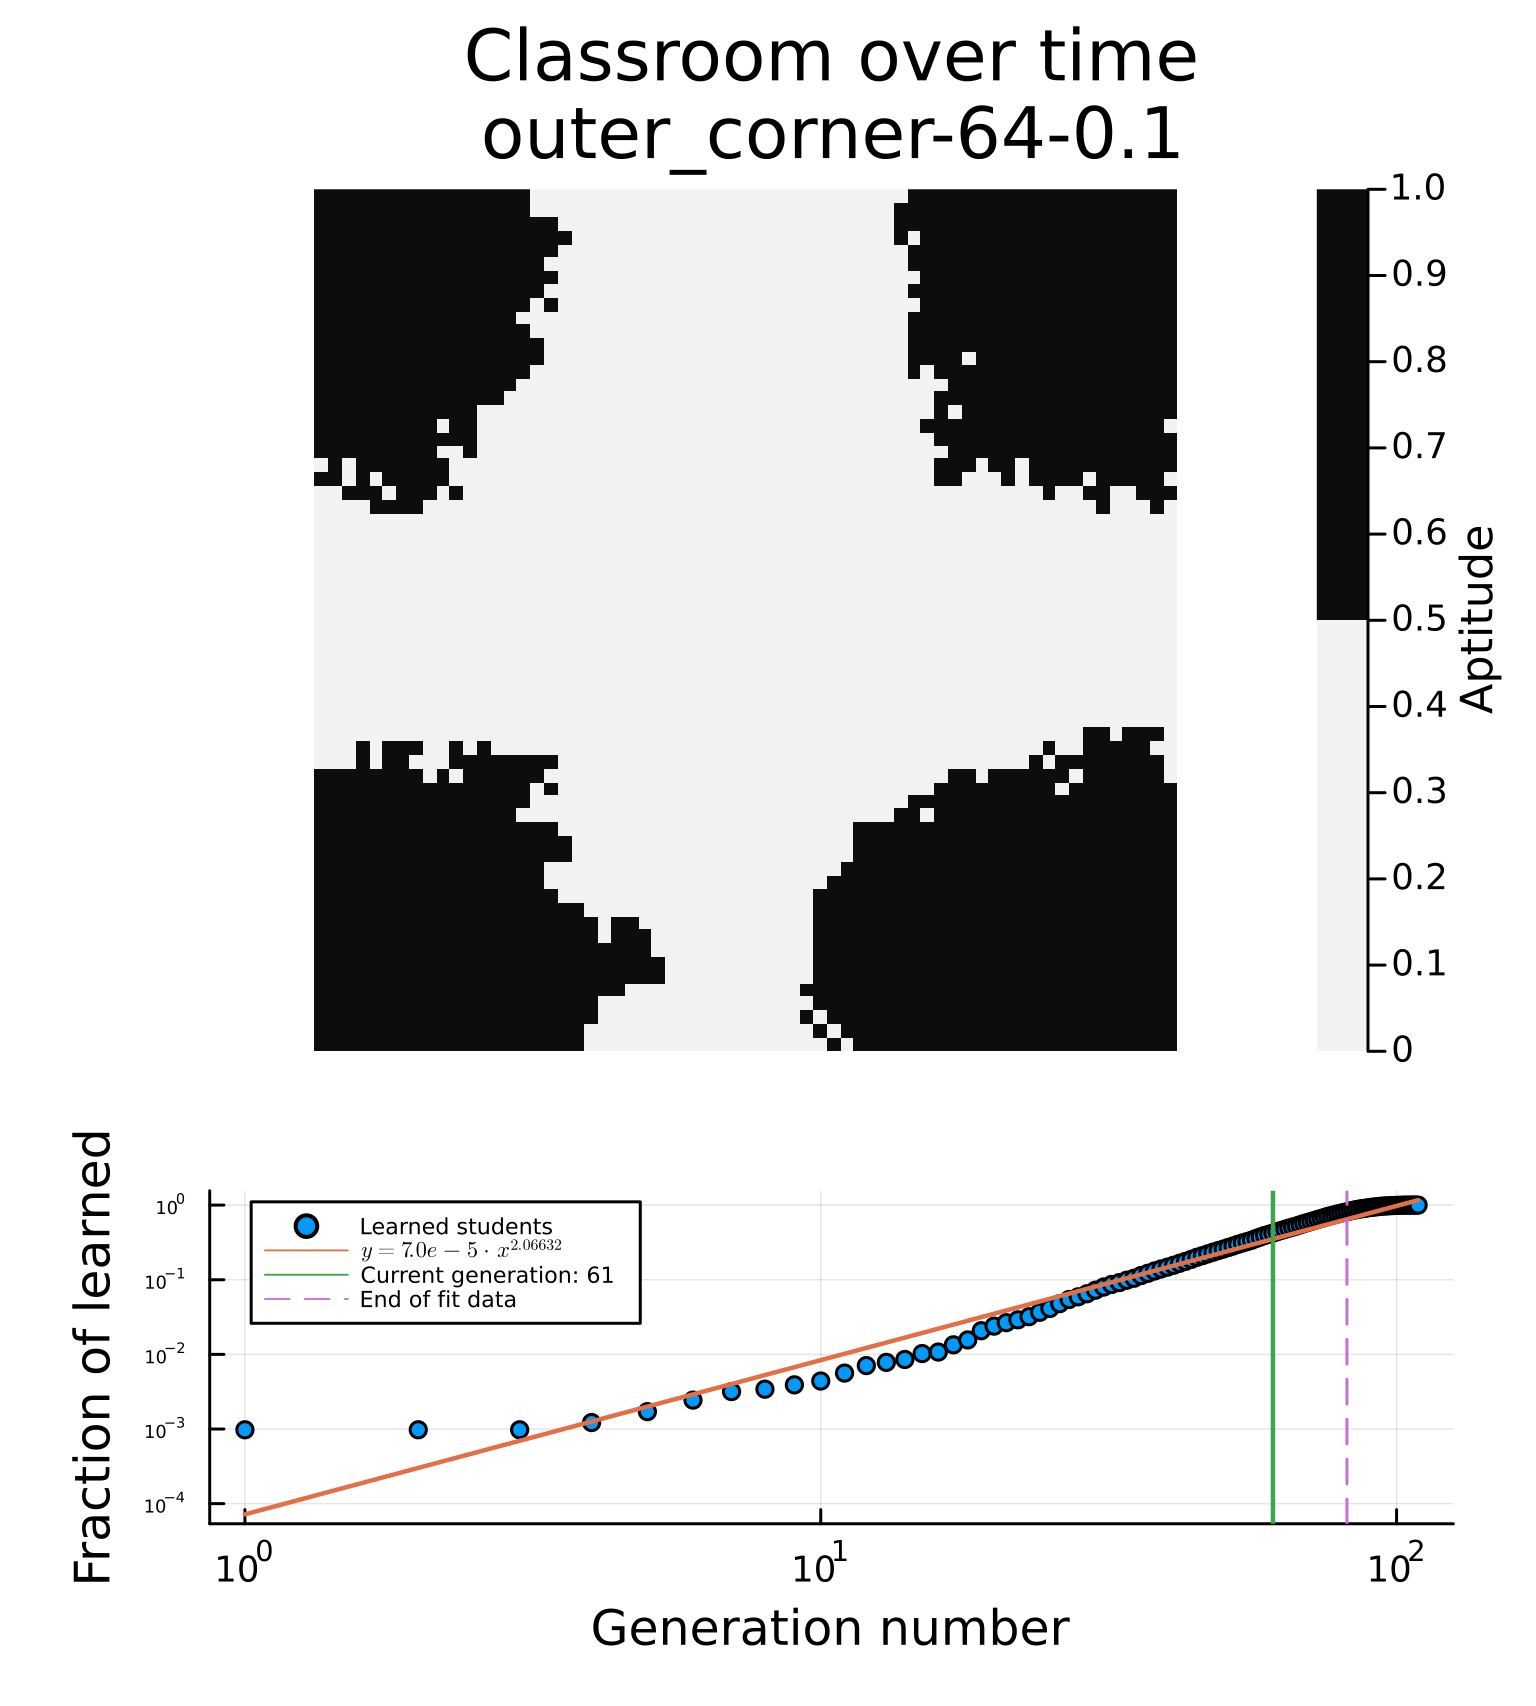 Classroom over time
outer_corner-64-0.1
1.0
0.9
0.8
0.7
0.6
0.5
0.4
0.3
0.2
0.1
0
Aptitude
Fraction of learned
10^0
10^-1
10^-2
10^-3
10^-4
Learned students
y = 7.0e − 5 · x^2.06632
Current generation: 61
End of fit data
10^0 10^1 10^2
Generation number